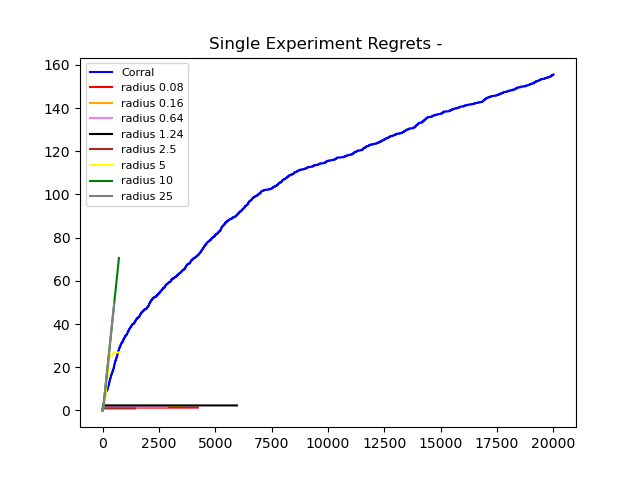 Single Experiment Regrets -
160
140
120
100
80
60
40
20
0
Corral
radius 0.08
radius 0.16
radius 0.64
radius 1.24
radius 2.5
radius 5
radius 10
radius 25
0 2500 5000 7500 10000 12500 15000 17500 20000